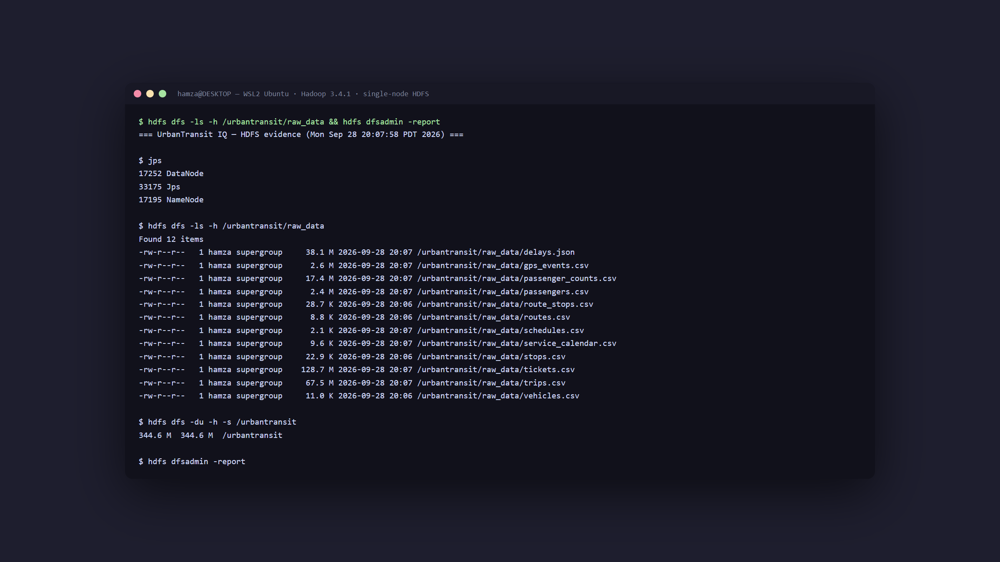 hamza@DESKTOP — WSL2 Ubuntu · Hadoop 3.4.1 · single-node HDFS
$ hdfs dfs -ls -h /urbantransit/raw_data && hdfs dfsadmin -report
=== UrbanTransit IQ — HDFS evidence (Mon Sep 28 20:07:58 PDT 2026) ===
$ jps
17252 DataNode
33175 Jps
17195 NameNode
$ hdfs dfs -ls -h /urbantransit/raw_data
Found 12 items
-rw-r--r--   1 hamza supergroup     38.1 M 2026-09-28 20:07 /urbantransit/raw_data/delays.json
-rw-r--r--   1 hamza supergroup      2.6 M 2026-09-28 20:07 /urbantransit/raw_data/gps_events.csv
-rw-r--r--   1 hamza supergroup     17.4 M 2026-09-28 20:07 /urbantransit/raw_data/passenger_counts.csv
-rw-r--r--   1 hamza supergroup      2.4 M 2026-09-28 20:07 /urbantransit/raw_data/passengers.csv
-rw-r--r--   1 hamza supergroup     28.7 K 2026-09-28 20:06 /urbantransit/raw_data/route_stops.csv
-rw-r--r--   1 hamza supergroup      8.8 K 2026-09-28 20:06 /urbantransit/raw_data/routes.csv
-rw-r--r--   1 hamza supergroup      2.1 K 2026-09-28 20:07 /urbantransit/raw_data/schedules.csv
-rw-r--r--   1 hamza supergroup      9.6 K 2026-09-28 20:07 /urbantransit/raw_data/service_calendar.csv
-rw-r--r--   1 hamza supergroup     22.9 K 2026-09-28 20:06 /urbantransit/raw_data/stops.csv
-rw-r--r--   1 hamza supergroup    128.7 M 2026-09-28 20:07 /urbantransit/raw_data/tickets.csv
-rw-r--r--   1 hamza supergroup     67.5 M 2026-09-28 20:07 /urbantransit/raw_data/trips.csv
-rw-r--r--   1 hamza supergroup     11.0 K 2026-09-28 20:06 /urbantransit/raw_data/vehicles.csv
$ hdfs dfs -du -h -s /urbantransit
344.6 M  344.6 M  /urbantransit
$ hdfs dfsadmin -report